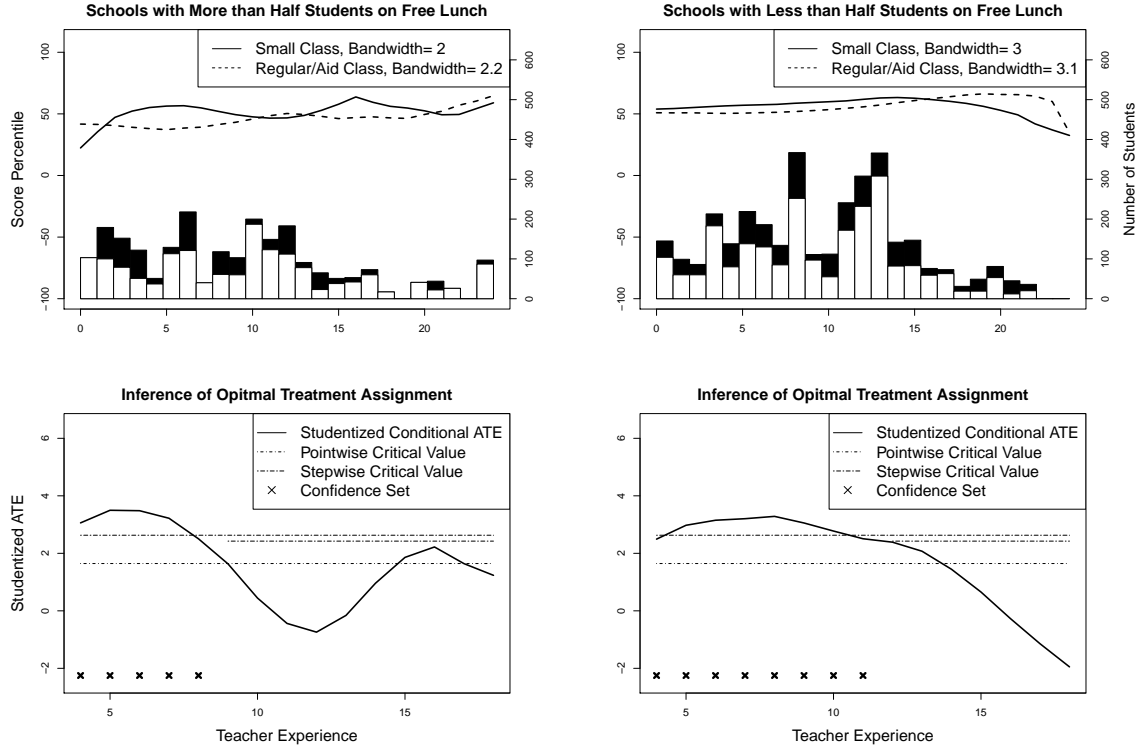 Schools with More than Half Students on Free Lunch
Small Class, Bandwidth= 2
Regular/Aid Class, Bandwidth= 2.2
Score Percentile
100
50
0
−50
−100
600
500
400
300
200
100
0
0 5 10 15 20
Schools with Less than Half Students on Free Lunch
Small Class, Bandwidth= 3
Regular/Aid Class, Bandwidth= 3.1
100
50
0
−50
−100
600
500
400
300
200
100
0
Number of Students
0 5 10 15 20
Inference of Opitmal Treatment Assignment
Studentized Conditional ATE
Pointwise Critical Value
Stepwise Critical Value
Confidence Set
Studentized ATE
6
4
2
0
−2
5 10 15
Teacher Experience
Inference of Opitmal Treatment Assignment
Studentized Conditional ATE
Pointwise Critical Value
Stepwise Critical Value
Confidence Set
6
4
2
0
−2
5 10 15
Teacher Experience